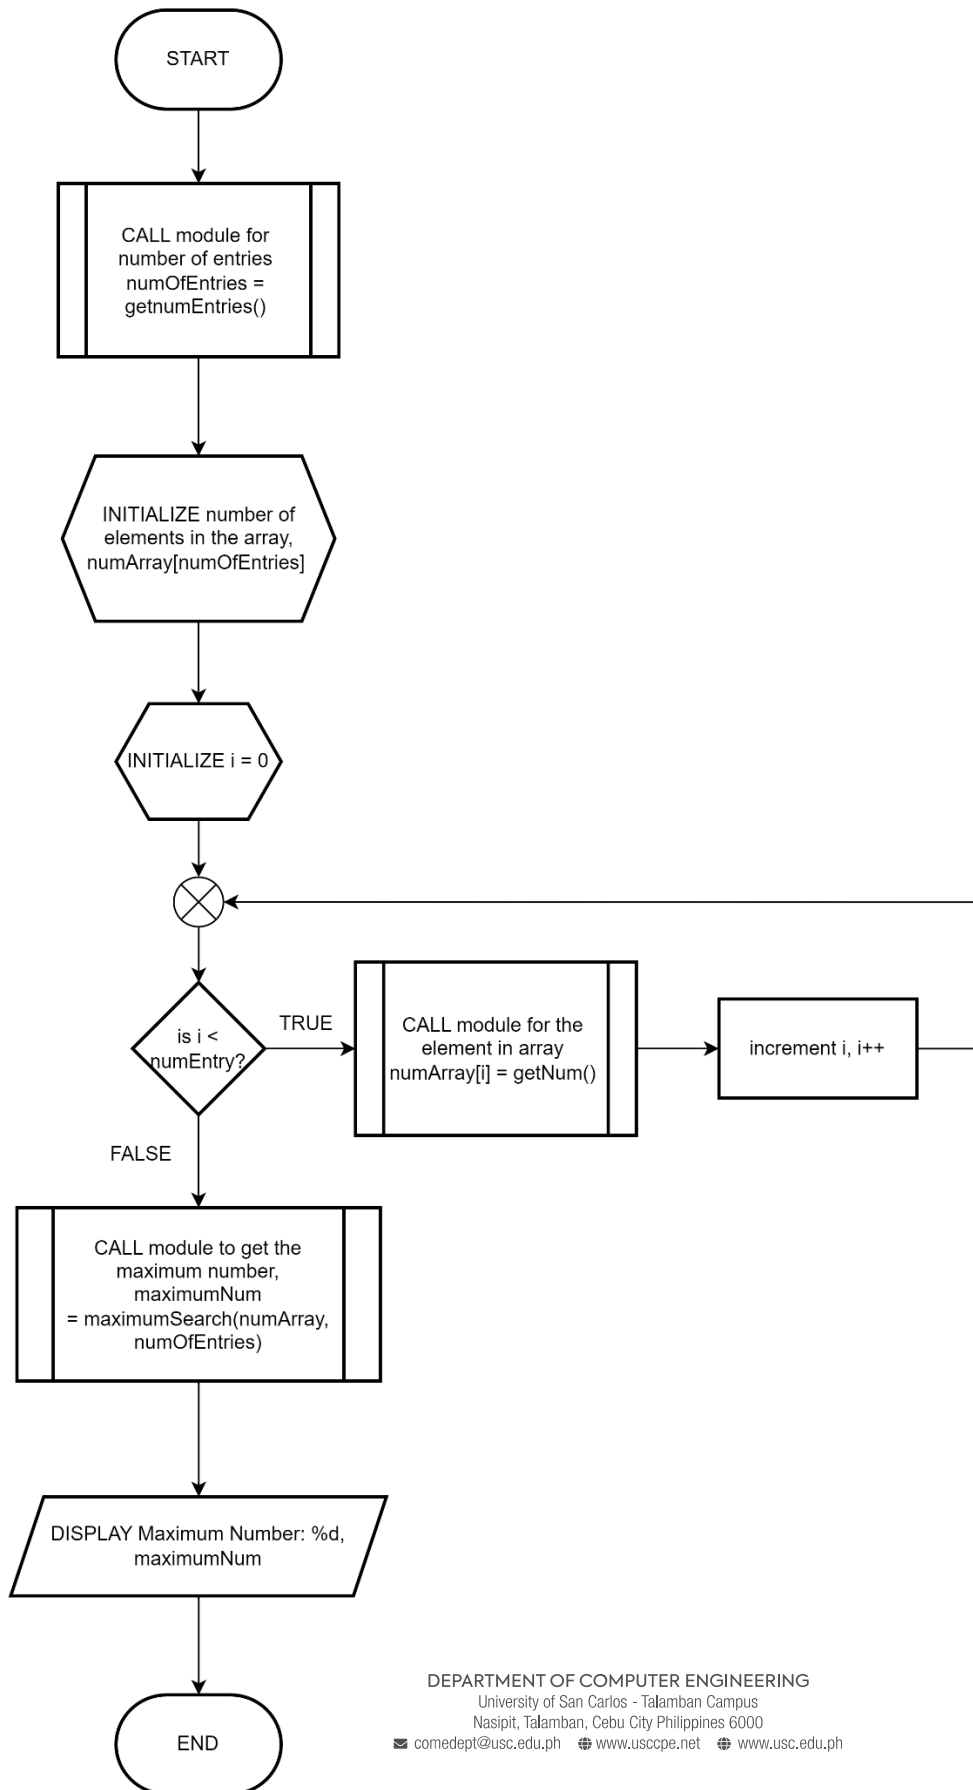 START
CALL module for
number of entries
numOfEntries =
getnumEntries()
INITIALIZE number of
elements in the array,
numArray[numOfEntries]
INITIALIZE i = 0
is i <
numEntry?
TRUE
CALL module for the
element in array
numArray[i] = getNum()
increment i, i++
FALSE
CALL module to get the
maximum number,
maximumNum
= maximumSearch(numArray,
numOfEntries)
DISPLAY Maximum Number: %d,
maximumNum
END
DEPARTMENT OF COMPUTER ENGINEERING
University of San Carlos - Talamban Campus
Nasipit, Talamban, Cebu City Philippines 6000
comedept@usc.edu.ph www.usccpe.net www.usc.edu.ph